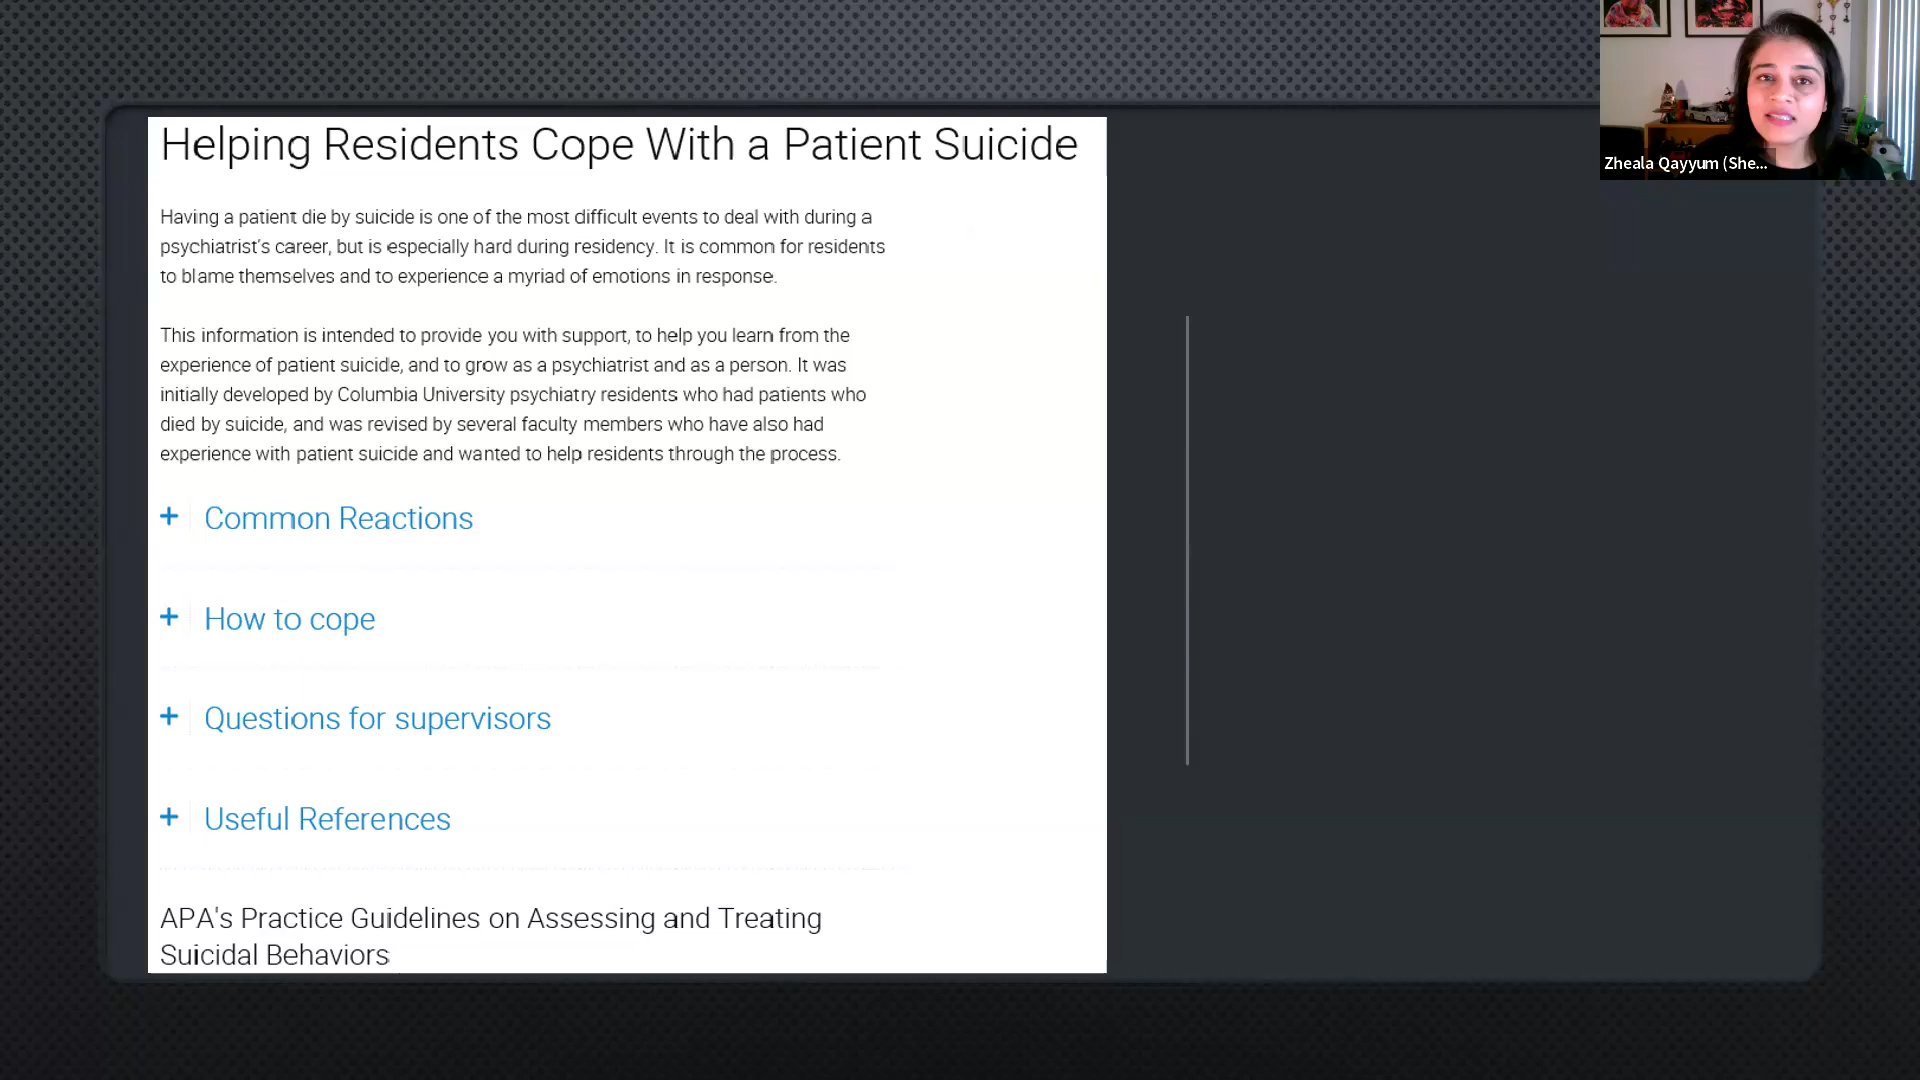 Helping Residents Cope With a Patient Suicide
Having a patient die by suicide is one of the most difficult events to deal with during a
psychiatrist's career, but is especially hard during residency. It is common for residents
to blame themselves and to experience a myriad of emotions in response.
This information is intended to provide you with support, to help you learn from the
experience of patient suicide, and to grow as a psychiatrist and as a person. It was
initially developed by Columbia University psychiatry residents who had patients who
died by suicide, and was revised by several faculty members who have also had
experience with patient suicide and wanted to help residents through the process.
+ Common Reactions
+ How to cope
+ Questions for supervisors
+ Useful References
APA's Practice Guidelines on Assessing and Treating
Suicidal Behaviors
Zheala Qayyum (She...